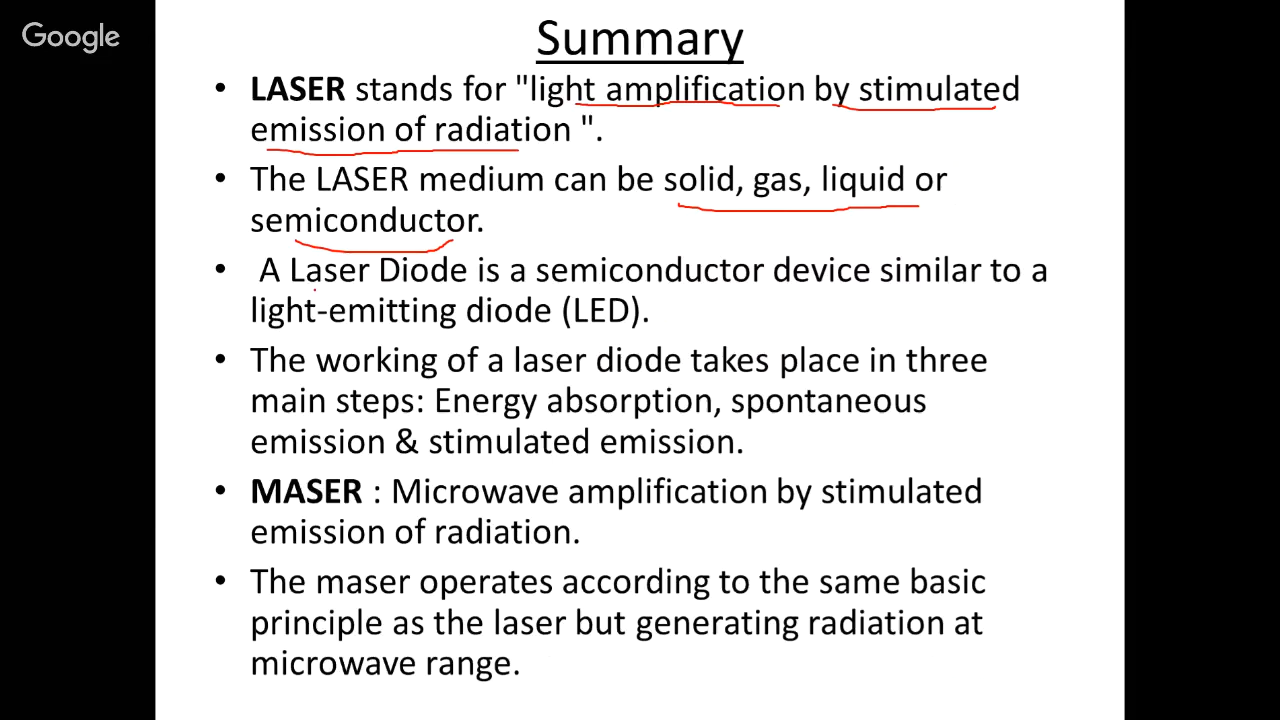 Google
Summary
• LASER stands for "light amplification by stimulated
emission of radiation ".
• The LASER medium can be solid, gas, liquid or
semiconductor.
• A Laser Diode is a semiconductor device similar to a
light-emitting diode (LED).
• The working of a laser diode takes place in three
main steps: Energy absorption, spontaneous
emission & stimulated emission.
• MASER : Microwave amplification by stimulated
emission of radiation.
• The maser operates according to the same basic
principle as the laser but generating radiation at
microwave range.